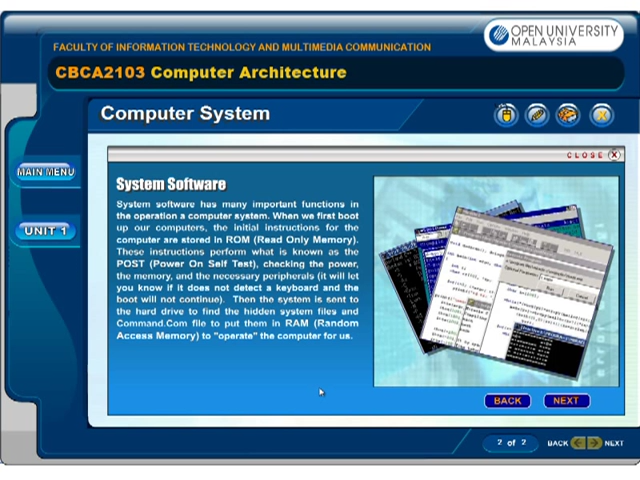 OPEN UNIVERSITY
MALAYSIA
FACULTY OF INFORMATION TECHNOLOGY AND MULTIMEDIA COMMUNICATION
CBCA2103 Computer Architecture
Computer System
CLOSE X
MAIN MENU
UNIT 1
System Software
System software has many important functions in
the operation a computer system. When we first boot
up our computers, the initial instructions for the
computer are stored in ROM (Read Only Memory).
These instructions perform what is known as the
POST (Power On Self Test), checking the power,
the memory, and the necessary peripherals (it will let
you know if it does not detect a keyboard and the
boot will not continue). Then the system is sent to
the hard drive to find the hidden system files and
Command.Com file to put them in RAM (Random
Access Memory) to "operate" the computer for us.
BACK NEXT
2 of 2 BACK NEXT